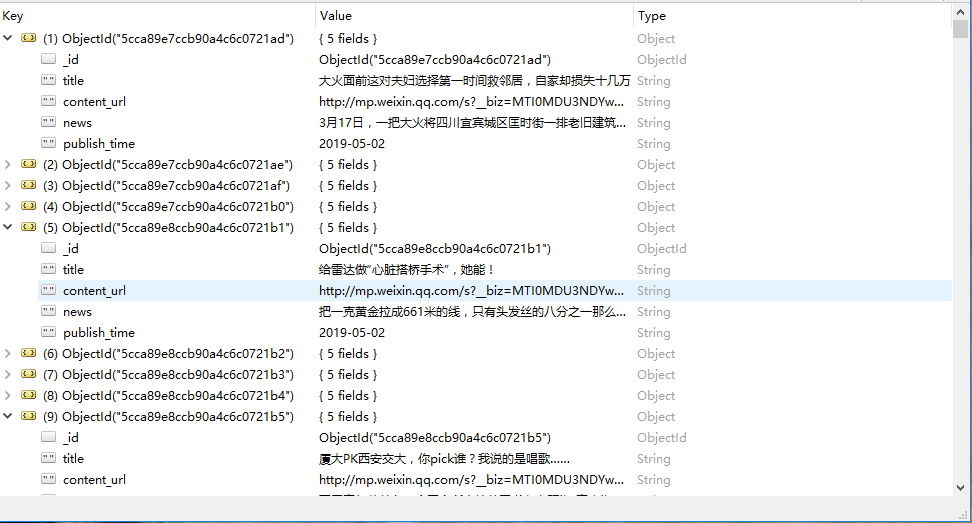 Key Value Type
(1) ObjectId("5cca89e7ccb90a4c6c0721ad") { 5 fields } Object
_id ObjectId("5cca89e7ccb90a4c6c0721ad") ObjectId
"" title 大火面前这对夫妇选择第一时间救邻居，自家却损失十几万 String
"" content_url http://mp.weixin.qq.com/s?__biz=MTI0MDU3NDYw... String
"" news 3月17日，一把大火将四川宜宾城区匡时街一排老旧建筑... String
"" publish_time 2019-05-02 String
(2) ObjectId("5cca89e7ccb90a4c6c0721ae") { 5 fields } Object
(3) ObjectId("5cca89e7ccb90a4c6c0721af") { 5 fields } Object
(4) ObjectId("5cca89e7ccb90a4c6c0721b0") { 5 fields } Object
(5) ObjectId("5cca89e8ccb90a4c6c0721b1") { 5 fields } Object
_id ObjectId("5cca89e8ccb90a4c6c0721b1") ObjectId
"" title 给雷达做“心脏搭桥手术”，她能！ String
"" content_url http://mp.weixin.qq.com/s?__biz=MTI0MDU3NDYw... String
"" news 把一克黄金拉成661米的线，只有头发丝的八分之一那么... String
"" publish_time 2019-05-02 String
(6) ObjectId("5cca89e8ccb90a4c6c0721b2") { 5 fields } Object
(7) ObjectId("5cca89e8ccb90a4c6c0721b3") { 5 fields } Object
(8) ObjectId("5cca89e8ccb90a4c6c0721b4") { 5 fields } Object
(9) ObjectId("5cca89e8ccb90a4c6c0721b5") { 5 fields } Object
_id ObjectId("5cca89e8ccb90a4c6c0721b5") ObjectId
"" title 厦大PK西安交大，你pick谁？我说的是唱歌…… String
"" content_url http://mp.weixin.qq.com/s?__biz=MTI0MDU3NDYw... String